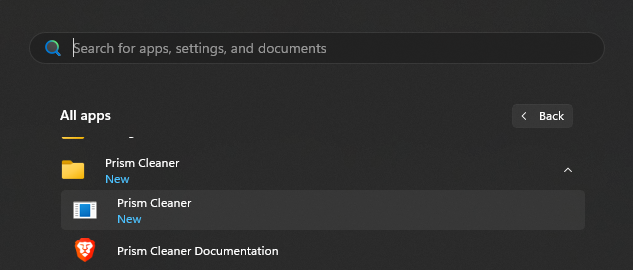 Search for apps, settings, and documents
All apps
Back
Prism Cleaner
New
Prism Cleaner
New
Prism Cleaner Documentation